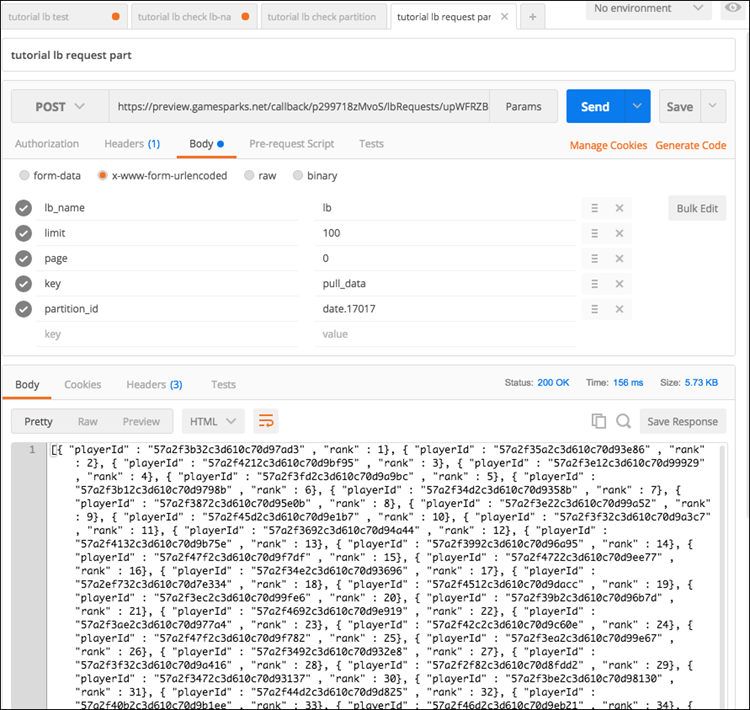 tutorial lb test
tutorial lb check lb-na
tutorial lb check partition
tutorial lb request par
No environment
tutorial lb request part
POST https://preview.gamesparks.net/callback/p299718zMvoS/lbRequests/upWFRZB Params Send Save
Authorization Headers (1) Body Pre-request Script Tests Manage Cookies Generate Code
form-data x-www-form-urlencoded raw binary
lb_name lb Bulk Edit
limit 100
page 0
key pull_data
partition_id date.17017
key value
Body Cookies Headers (3) Tests Status: 200 OK Time: 156 ms Size: 5.73 KB
Pretty Raw Preview HTML Save Response
1 [{ "playerId" : "57a2f3b32c3d610c70d97ad3" , "rank" : 1}, { "playerId" : "57a2f35a2c3d610c70d93e86" , "rank"
: 2}, { "playerId" : "57a2f4212c3d610c70d9bf95" , "rank" : 3}, { "playerId" : "57a2f3e12c3d610c70d99929"
, "rank" : 4}, { "playerId" : "57a2f3fd2c3d610c70d9a9bc" , "rank" : 5}, { "playerId" :
"57a2f3b12c3d610c70d9798b" , "rank" : 6}, { "playerId" : "57a2f34d2c3d610c70d9358b" , "rank" : 7}, {
"playerId" : "57a2f3872c3d610c70d95e0b" , "rank" : 8}, { "playerId" : "57a2f3e22c3d610c70d99a52" , "rank"
: 9}, { "playerId" : "57a2f45d2c3d610c70d9e1b7" , "rank" : 10}, { "playerId" : "57a2f3f32c3d610c70d9a3c7"
, "rank" : 11}, { "playerId" : "57a2f3692c3d610c70d94a44" , "rank" : 12}, { "playerId" :
"57a2f4132c3d610c70d9b75e" , "rank" : 13}, { "playerId" : "57a2f3992c3d610c70d96a95" , "rank" : 14}, {
"playerId" : "57a2f47f2c3d610c70d9f7df" , "rank" : 15}, { "playerId" : "57a2f4722c3d610c70d9ee77" ,
"rank" : 16}, { "playerId" : "57a2f34e2c3d610c70d93696" , "rank" : 17}, { "playerId" :
"57a2ef732c3d610c70d7e334" , "rank" : 18}, { "playerId" : "57a2f4512c3d610c70d9dacc" , "rank" : 19}, {
"playerId" : "57a2f3ec2c3d610c70d99fe6" , "rank" : 20}, { "playerId" : "57a2f39b2c3d610c70d96b7d" ,
"rank" : 21}, { "playerId" : "57a2f4692c3d610c70d9e919" , "rank" : 22}, { "playerId" :
"57a2f3ae2c3d610c70d977a4" , "rank" : 23}, { "playerId" : "57a2f42c2c3d610c70d9c60e" , "rank" : 24}, {
"playerId" : "57a2f47f2c3d610c70d9f782" , "rank" : 25}, { "playerId" : "57a2f3ea2c3d610c70d99e67" ,
"rank" : 26}, { "playerId" : "57a2f3492c3d610c70d932e8" , "rank" : 27}, { "playerId" :
"57a2f3f32c3d610c70d9a416" , "rank" : 28}, { "playerId" : "57a2f2f82c3d610c70d8fdd2" , "rank" : 29}, {
"playerId" : "57a2f3472c3d610c70d93137" , "rank" : 30}, { "playerId" : "57a2f3be2c3d610c70d98130" ,
"rank" : 31}, { "playerId" : "57a2f44d2c3d610c70d9d825" , "rank" : 32}, { "playerId" :
"57a2f40b2c3d610c70d9b1ee" , "rank" : 33}, { "playerId" : "57a2f46d2c3d610c70d9eb21" , "rank" : 34}, {